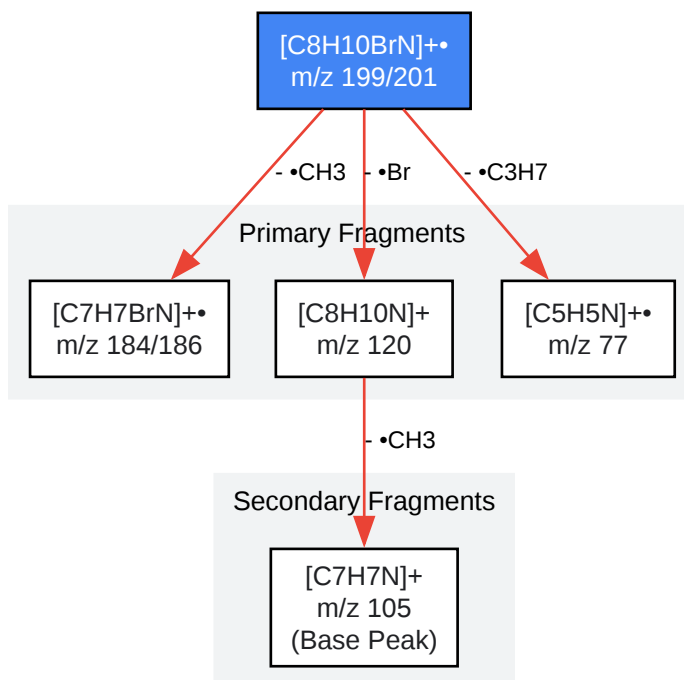 [C8H10BrN]+•
m/z 199/201
- •CH3
- •Br
- •C3H7
Primary Fragments
[C7H7BrN]+•
m/z 184/186
[C8H10N]+
m/z 120
[C5H5N]+•
m/z 77
- •CH3
Secondary Fragments
[C7H7N]+
m/z 105
(Base Peak)